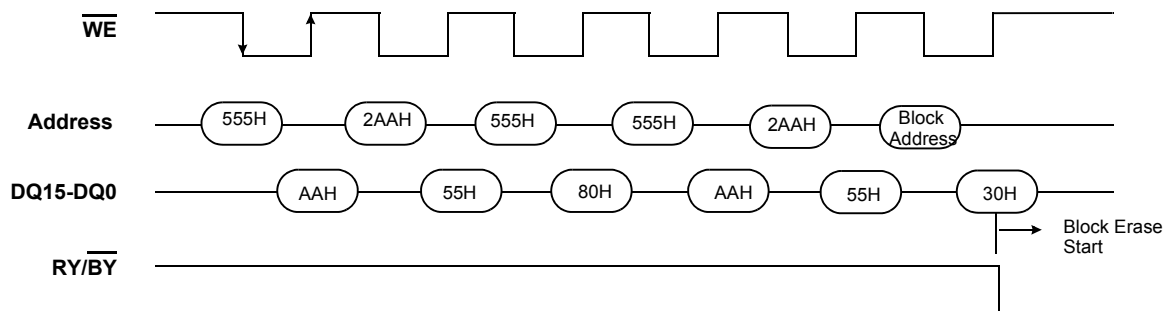 WE
Address 555H 2AAH 555H 555H 2AAH Block
Address
DQ15-DQ0 AAH 55H 80H AAH 55H 30H
Block Erase
Start
RY/BY